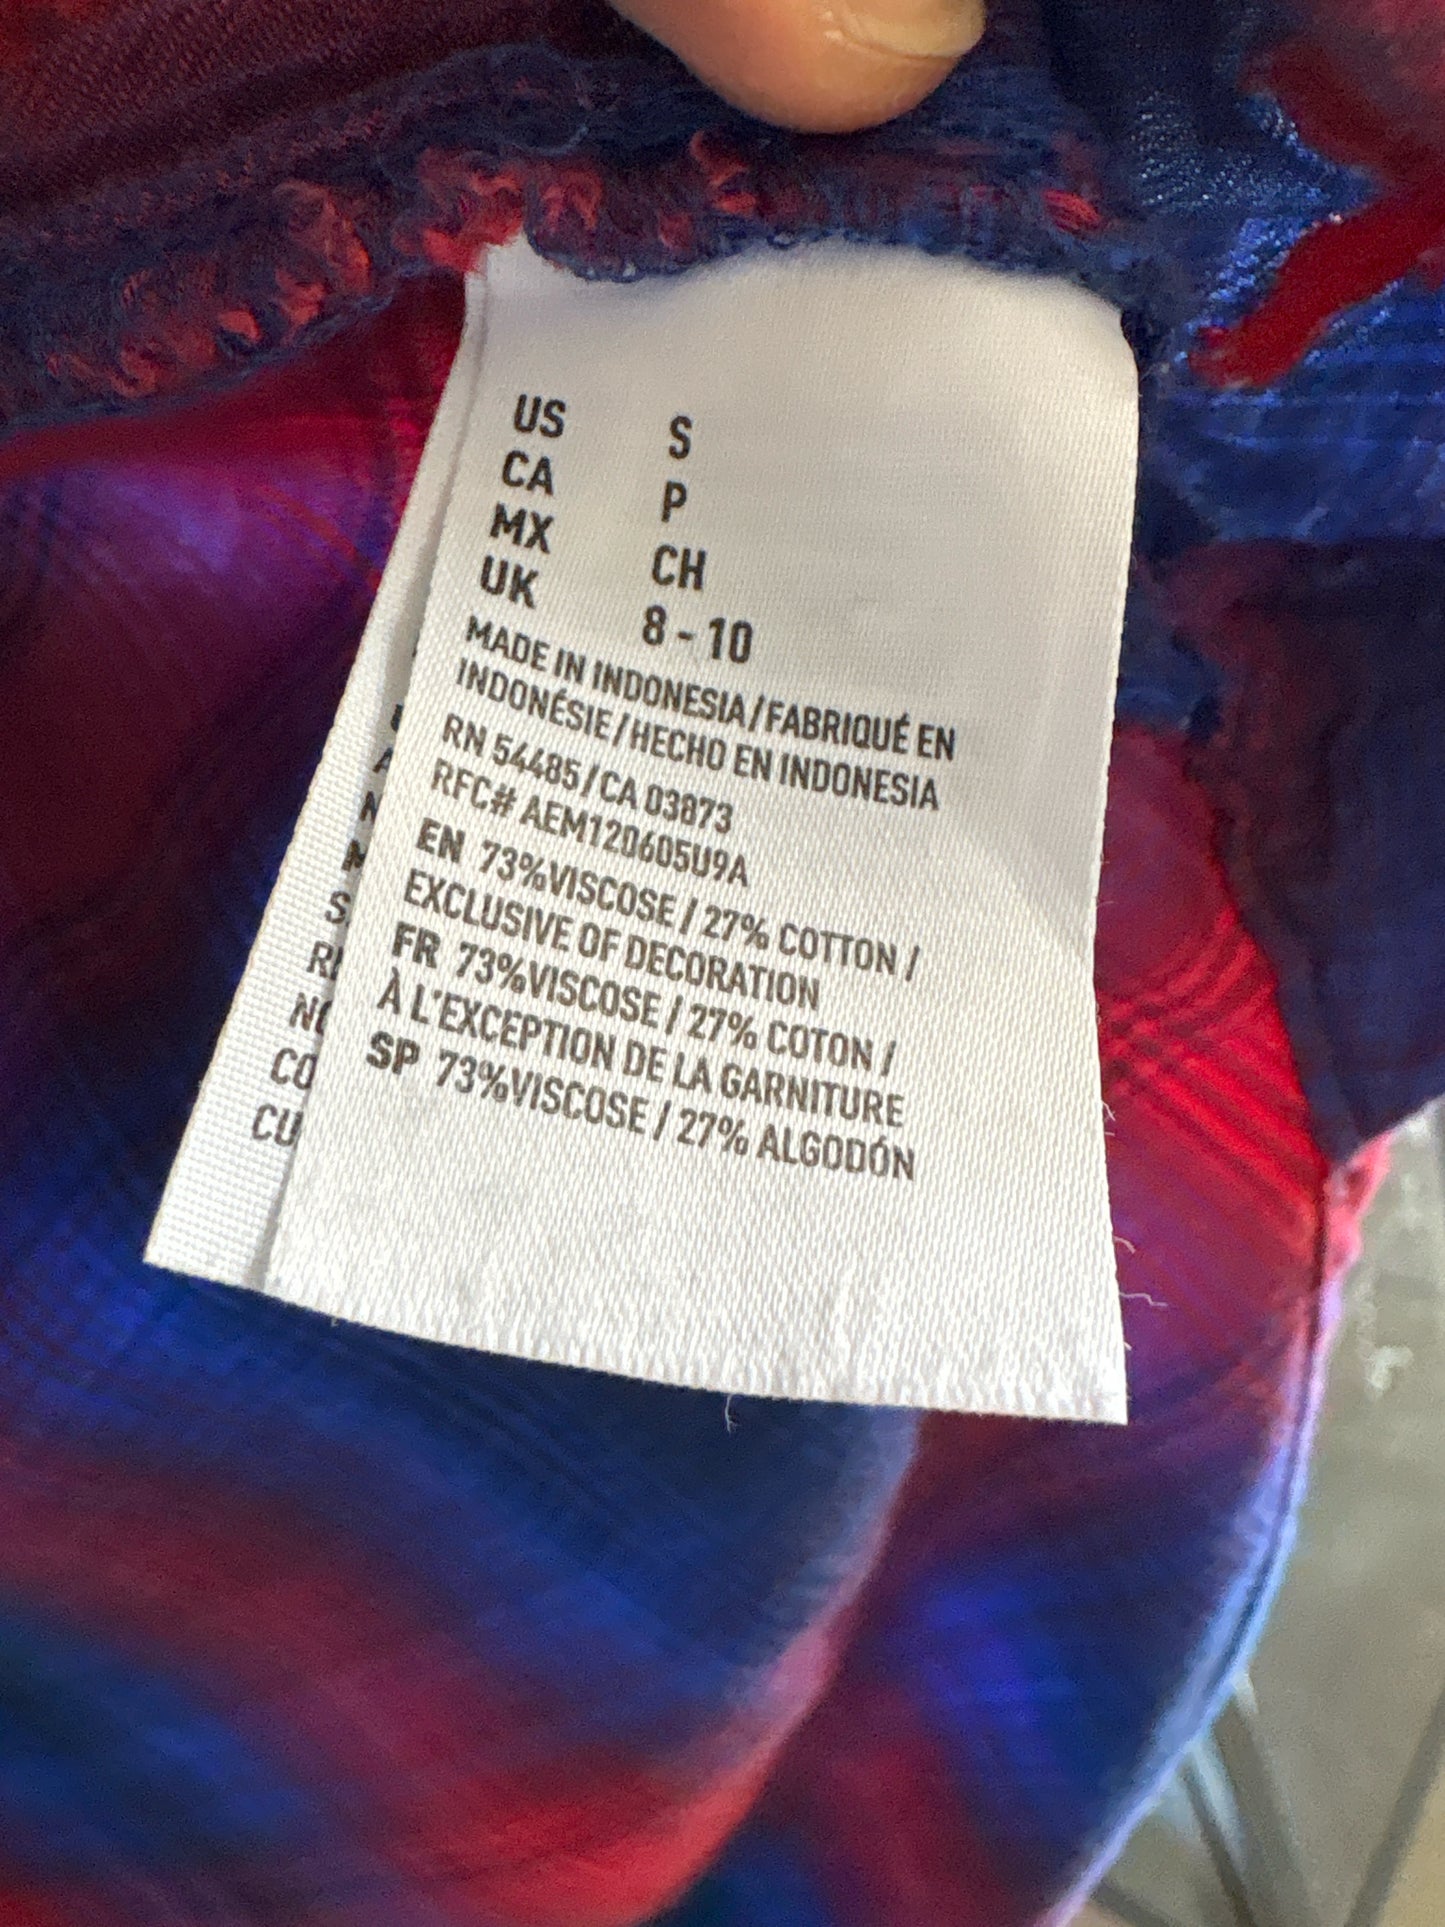 US S
CA P
MX CH
UK 8 - 10
MADE IN INDONESIA/FABRIQUÉ EN
INDONÉSIE/HECHO EN INDONESIA
RN 54485/CA 03873
RFC# AEM120605U9A
EN 73%VISCOSE / 27% COTTON /
EXCLUSIVE OF DECORATION
FR 73%VISCOSE / 27% COTON /
À L'EXCEPTION DE LA GARNITURE
SP 73%VISCOSE / 27% ALGODÓN